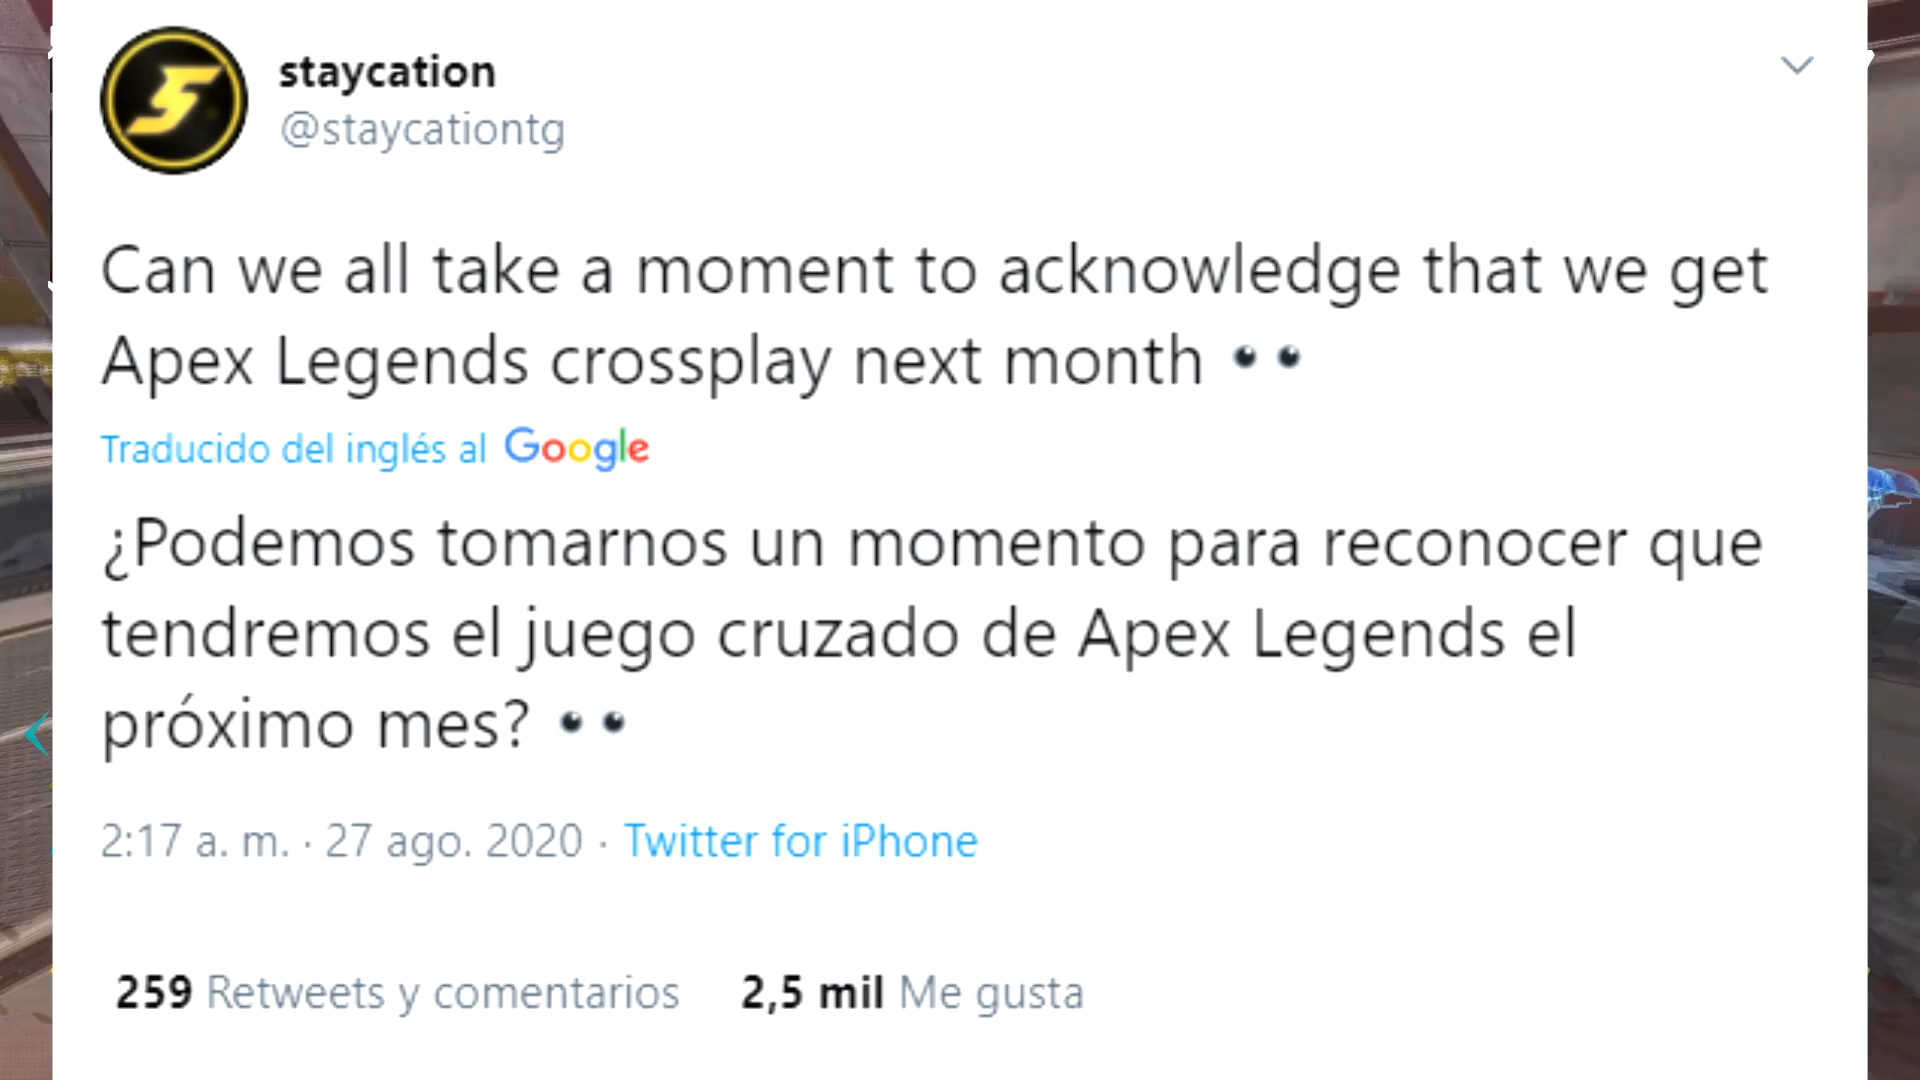 staycation
@staycationtg
Can we all take a moment to acknowledge that we get
Apex Legends crossplay next month 👀
Traducido del inglés al Google
¿Podemos tomarnos un momento para reconocer que
tendremos el juego cruzado de Apex Legends el
próximo mes? 👀
2:17 a. m. · 27 ago. 2020 · Twitter for iPhone
259 Retweets y comentarios 2,5 mil Me gusta